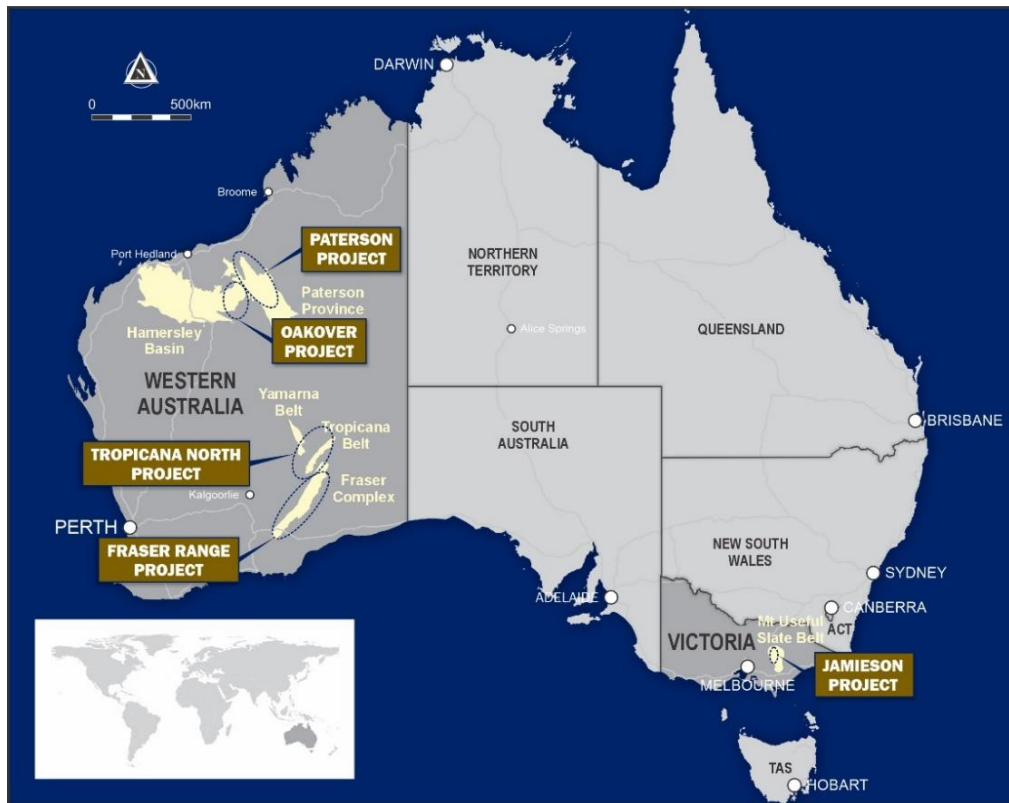 DARWIN
N
0 500km
Broome
Port Hedland
PATERSON
PROJECT
NORTHERN
TERRITORY
Paterson
Province
Hamersley
Basin
OAKOVER
PROJECT
Alice Springs
QUEENSLAND
WESTERN
AUSTRALIA
Yamarna
Belt
Tropicana
Belt
SOUTH
AUSTRALIA
BRISBANE
TROPICANA NORTH
PROJECT
Fraser
Complex
Kalgoorlie
PERTH
FRASER RANGE
PROJECT
NEW SOUTH
WALES
SYDNEY
ADELAIDE
CANBERRA
ACT
Mt Useful
Slate Belt
VICTORIA
JAMIESON
PROJECT
MELBOURNE
TAS
HOBART